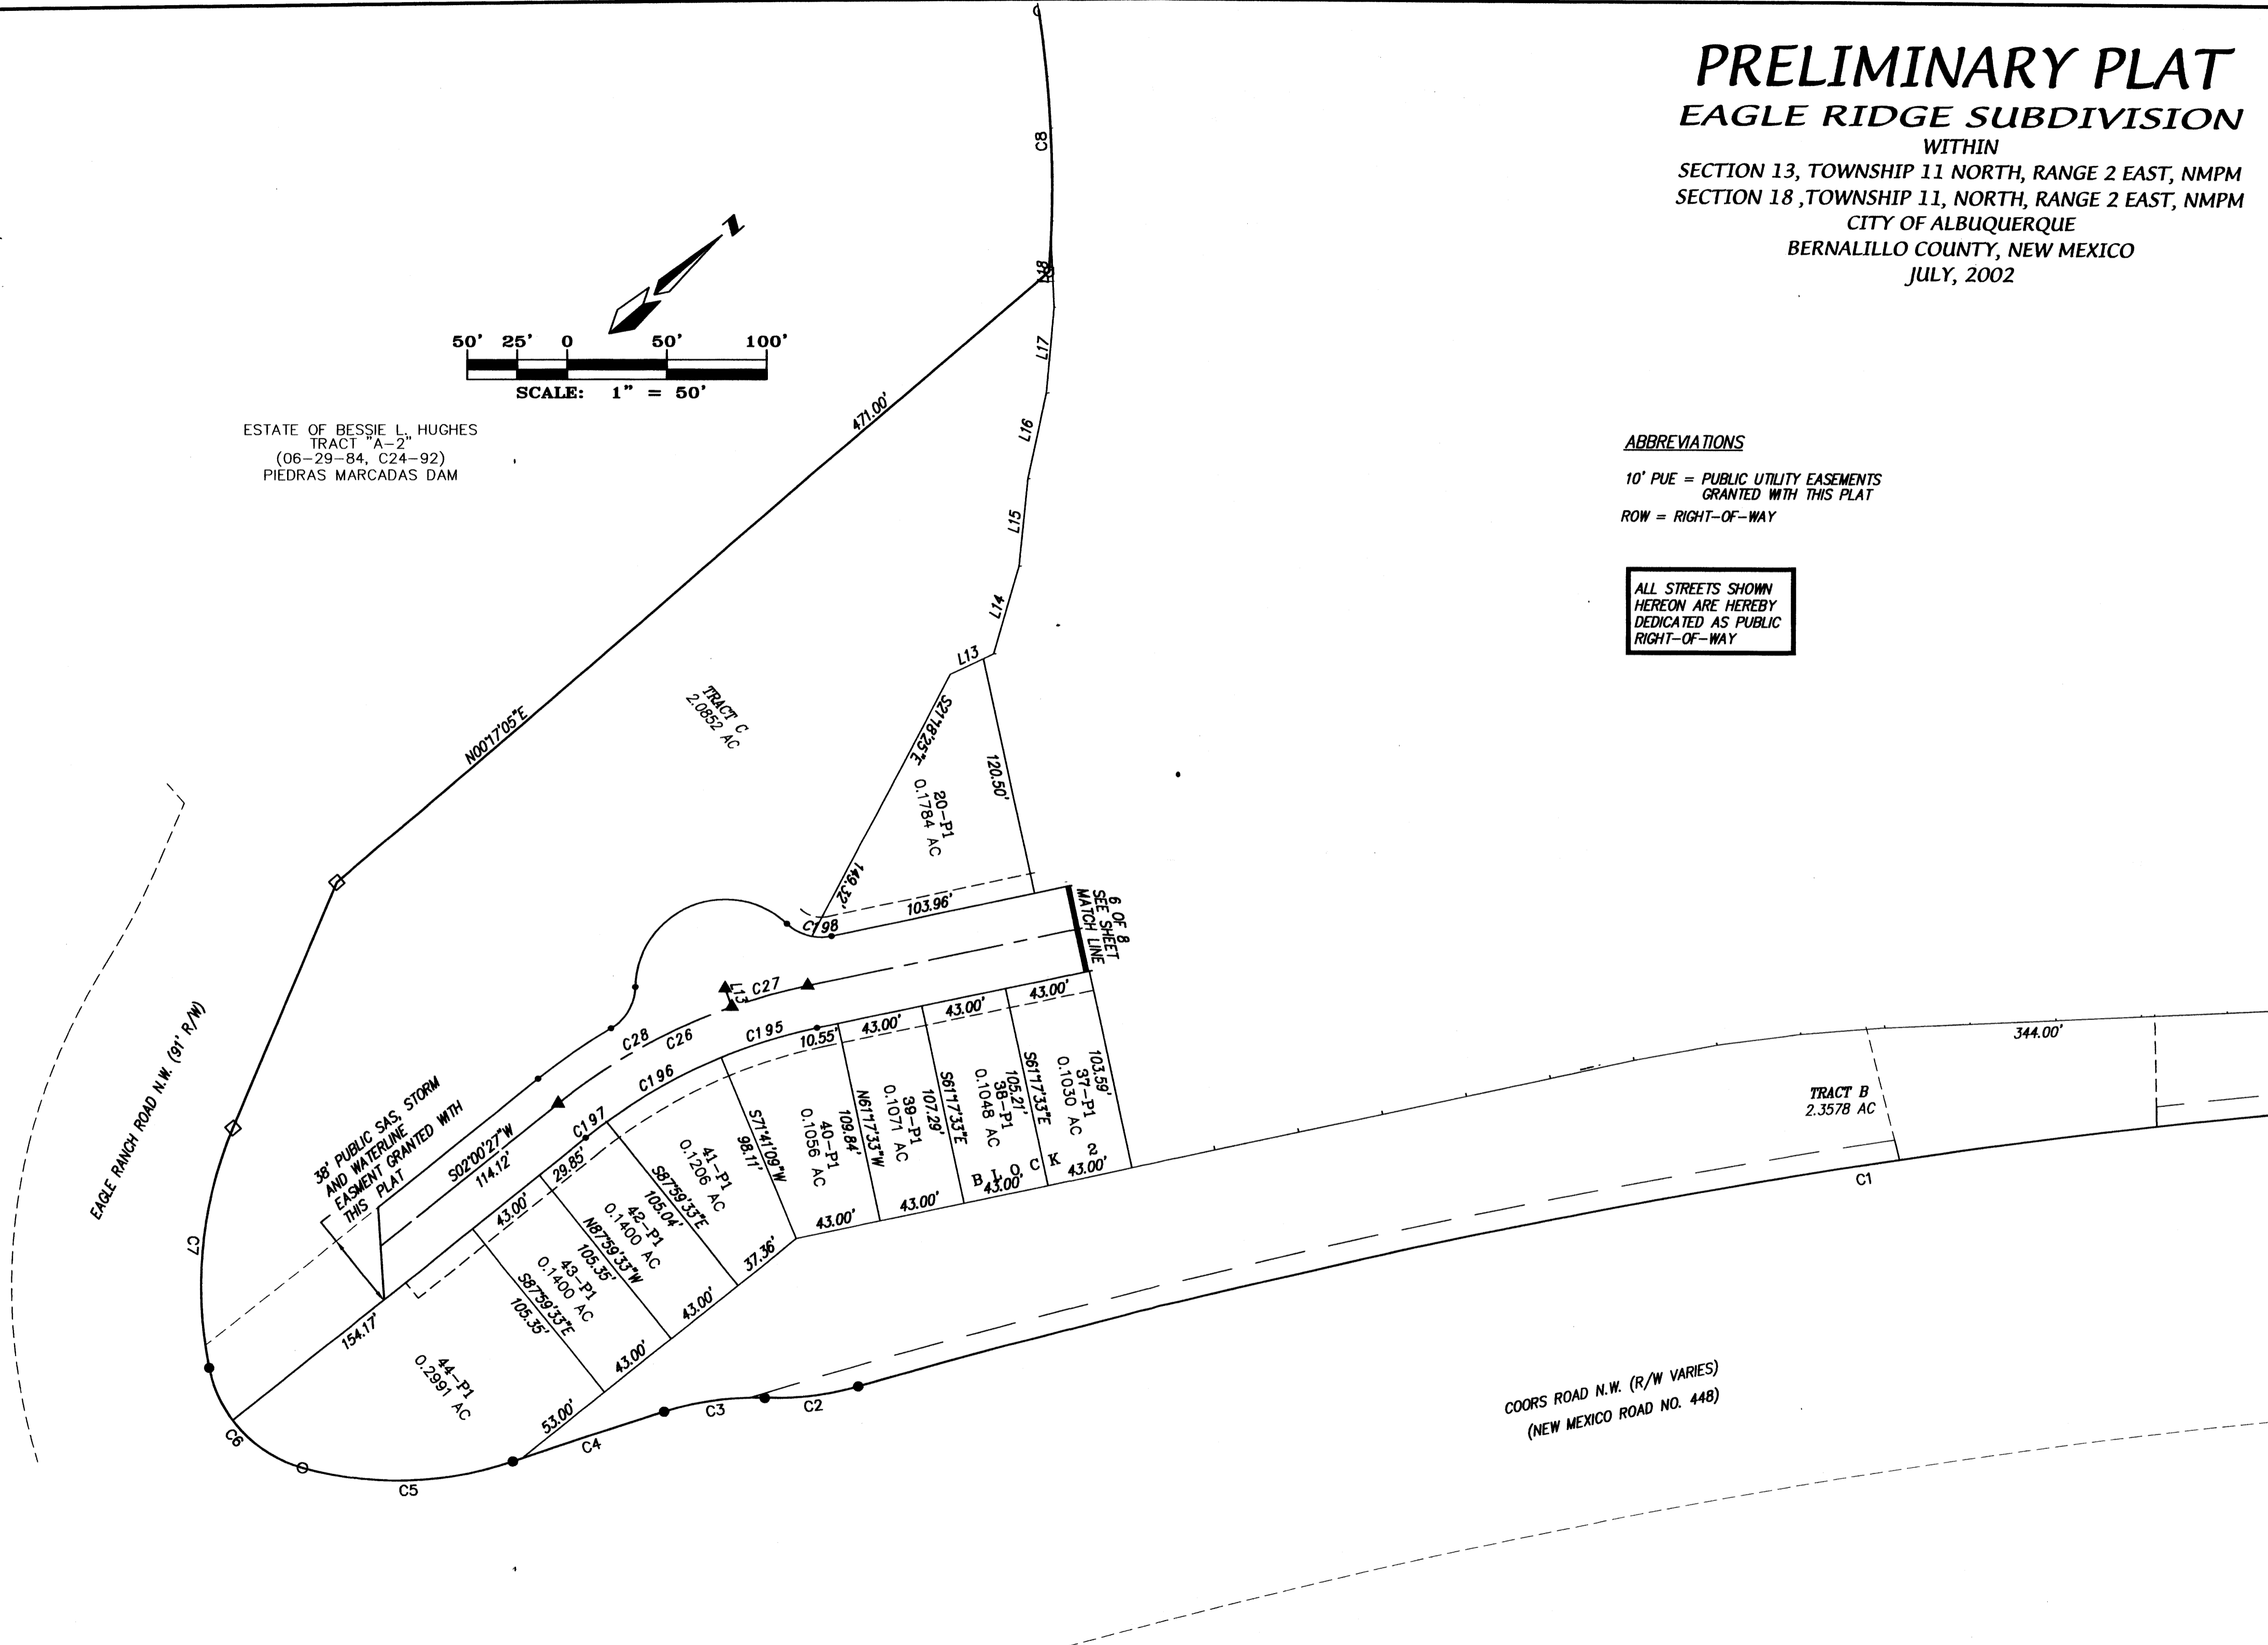 PRELIMINARY PLAT
EAGLE RIDGE SUBDIVISION
WITHIN
SECTION 13, TOWNSHIP 11 NORTH, RANGE 2 EAST, NMPM
SECTION 18 ,TOWNSHIP 11, NORTH, RANGE 2 EAST, NMPM
CITY OF ALBUQUERQUE
BERNALILLO COUNTY, NEW MEXICO
JULY, 2002
C8
L18
N
50' 25' 0 50' 100'
SCALE: 1" = 50'
L17
471.00'
L16
ESTATE OF BESSIE L. HUGHES
TRACT "A-2"
(06-29-84, C24-92)
PIEDRAS MARCADAS DAM
ABBREVIATIONS
10' PUE = PUBLIC UTILITY EASEMENTS
GRANTED WITH THIS PLAT
ROW = RIGHT-OF-WAY
L15
ALL STREETS SHOWN
HEREON ARE HEREBY
DEDICATED AS PUBLIC
RIGHT-OF-WAY
L14
L13
TRACT C
2.0852 AC
N00°17'05"E
S21°18'25"E
149.32'
120.50'
20-P1
0.1784 AC
103.96'
C198
6 OF 8
SEE SHEET
MATCH LINE
L13
C27
C28
C26
C195
C196
C197
10.55'
43.00'
43.00'
43.00'
EAGLE RANCH ROAD N.W. (91' R/W)
38' PUBLIC SAS, STORM
AND WATERLINE
EASMENT GRANTED WITH
THIS PLAT
S02°00'27"W
114.12'
29.85'
43.00'
103.59'
37-P1
0.1030 AC
S61°17'33"E
105.21'
38-P1
0.1048 AC
S61°17'33"E
107.29'
39-P1
0.1071 AC
N61°17'33"W
109.84'
40-P1
0.1056 AC
S71°41'09"W
98.11'
41-P1
0.1206 AC
S87°59'33"E
105.04'
42-P1
0.1400 AC
N87°59'33"W
105.35'
43-P1
0.1400 AC
S87°59'33"E
105.35'
44-P1
0.2991 AC
BLOCK 2
43.00'
43.00'
43.00'
43.00'
37.36'
43.00'
43.00'
53.00'
154.17'
344.00'
TRACT B
2.3578 AC
C1
C7
C6
C5
C4
C3
C2
COORS ROAD N.W. (R/W VARIES)
(NEW MEXICO ROAD NO. 448)